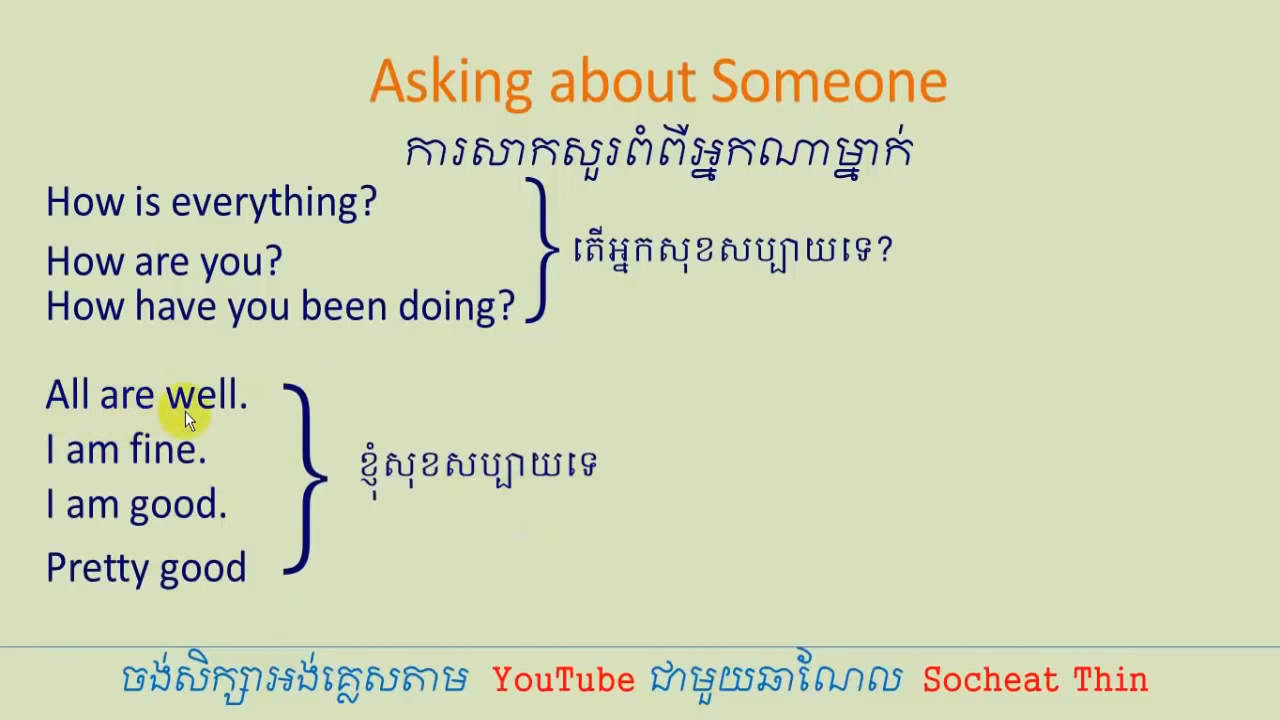 Asking about Someone
ការសាកសួរពំពីអ្នកណាម្នាក់
How is everything?
How are you?
How have you been doing?
តើអ្នកសុខសប្បាយទេ?
All are well.
I am fine.
I am good.
Pretty good
ខ្ញុំសុខសប្បាយទេ
ចង់សិក្សាអង់គ្លេសតាម YouTube ជាមួយឆាណែល Socheat Thin